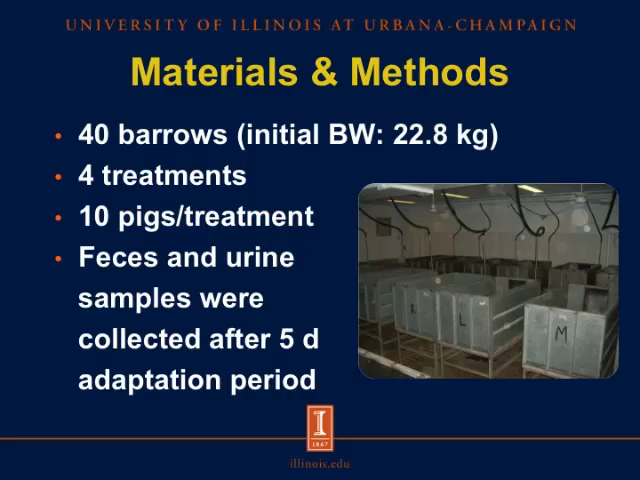 UNIVERSITY OF ILLINOIS AT URBANA-CHAMPAIGN
Materials & Methods
• 40 barrows (initial BW: 22.8 kg)
• 4 treatments
• 10 pigs/treatment
• Feces and urine
samples were
collected after 5 d
adaptation period
L
M
I
1867
illinois.edu